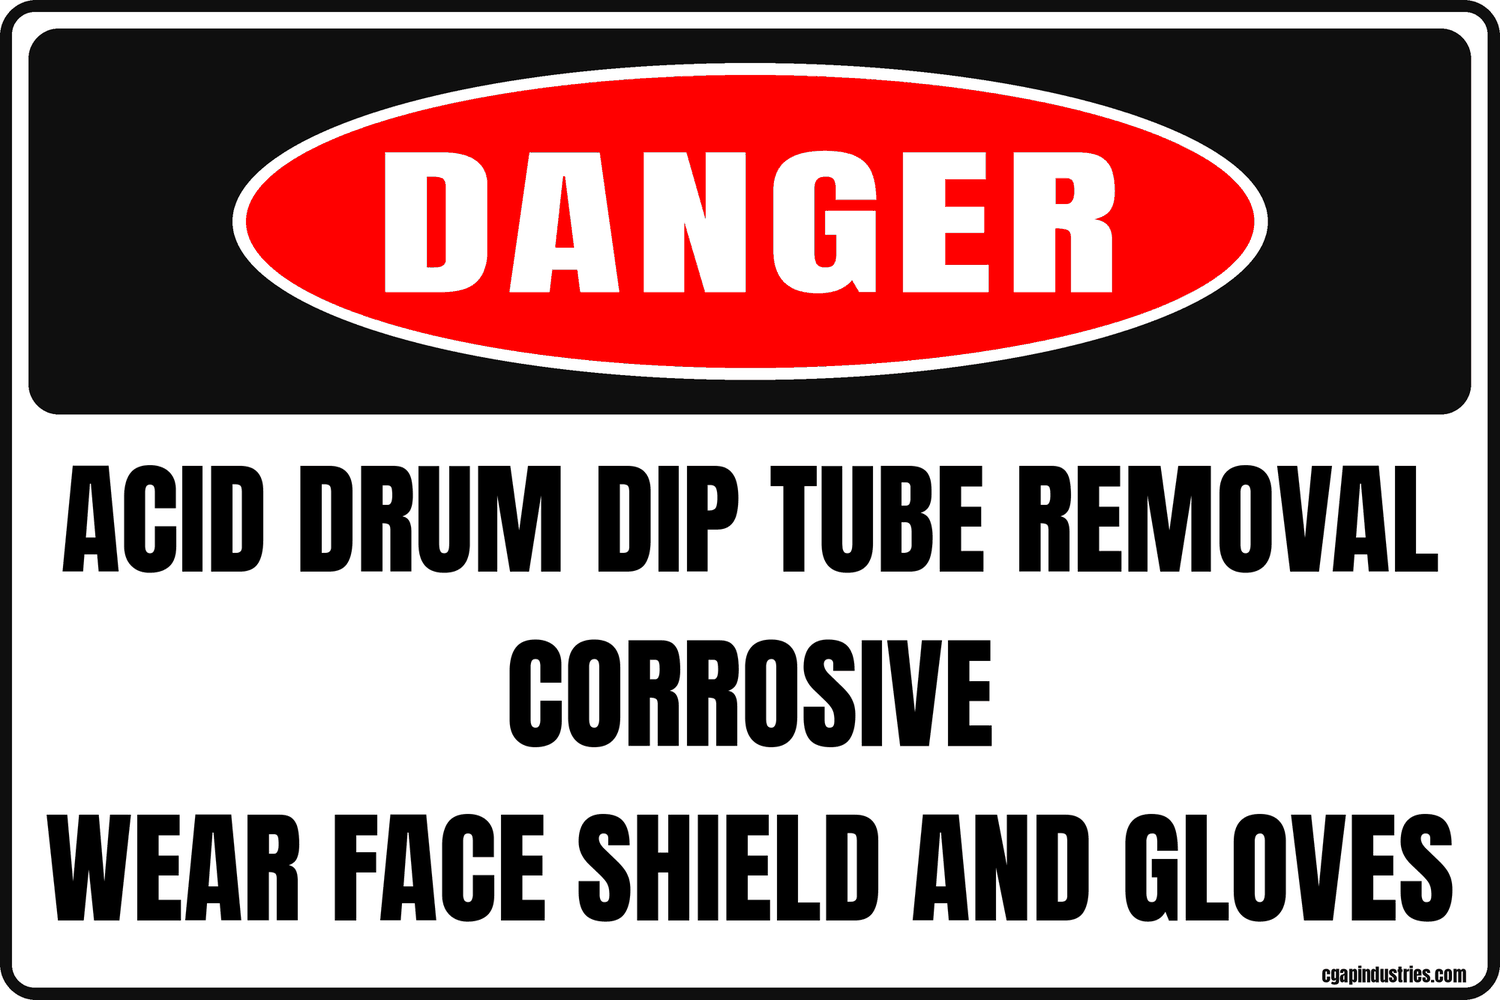 DANGER
ACID DRUM DIP TUBE REMOVAL
CORROSIVE
WEAR FACE SHIELD AND GLOVES
cgapindustries.com